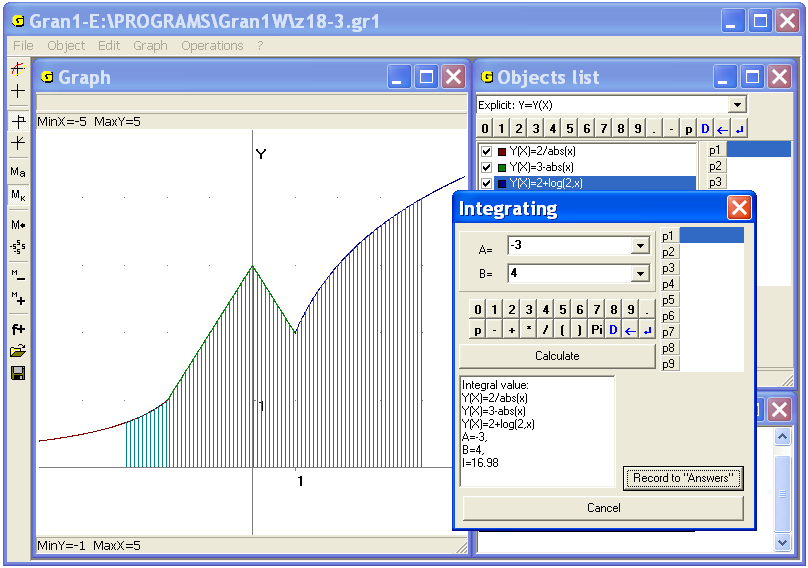 Gran1-E:\PROGRAMS\Gran1W\z18-3.gr1
File Object Edit Graph Operations ?
Graph
MinX=-5 MaxY=5
Y
1
1
MinY=-1 MaxX=5
Ma
Mк
M
M
M
f+
Objects list
Explicit: Y=Y(X)
0 1 2 3 4 5 6 7 8 9 . - p D ← ↵
Y(X)=2/abs(x)
Y(X)=3-abs(x)
Y(X)=2+log(2,x)
p1
p2
p3
Integrating
A= -3
B= 4
0 1 2 3 4 5 6 7 8 9 .
p - + * / ( ) Pi D ← ↵
Calculate
p1
p2
p3
p4
p5
p6
p7
p8
p9
Integral value:
Y(X)=2/abs(x)
Y(X)=3-abs(x)
Y(X)=2+log(2,x)
A=-3,
B=4,
I=16.98
Record to "Answers"
Cancel